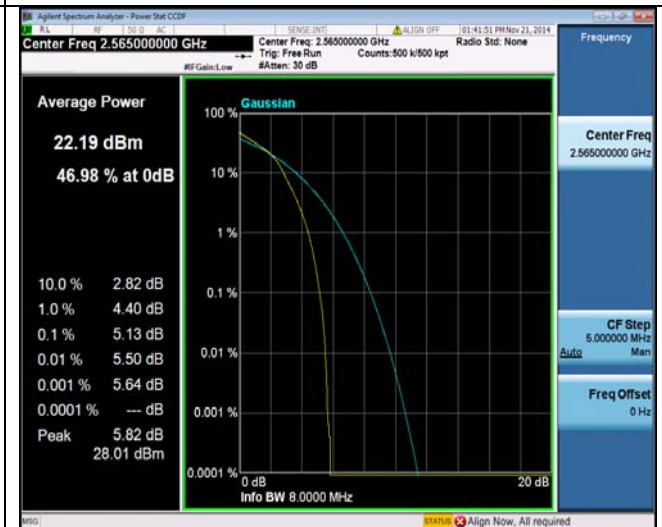 Agilent Spectrum Analyzer - Power Stat CCDF
RL RF 50 Ω AC SENSE:INT ALIGN OFF 01:41:51 PM Nov 21, 2014
Center Freq 2.565000000 GHz
Center Freq: 2.565000000 GHz Radio Std: None
Trig: Free Run Counts:500 k/500 kpt
#IFGain:Low #Atten: 30 dB
Frequency
Average Power
22.19 dBm
46.98 % at 0dB
10.0 % 2.82 dB
1.0 % 4.40 dB
0.1 % 5.13 dB
0.01 % 5.50 dB
0.001 % 5.64 dB
0.0001 % --- dB
Peak 5.82 dB
28.01 dBm
Gaussian
100 %
10 %
1 %
0.1 %
0.01 %
0.001 %
0.0001 %
0 dB 20 dB
Info BW 8.0000 MHz
Center Freq
2.565000000 GHz
CF Step
5.000000 MHz
Auto Man
Freq Offset
0 Hz
MSG STATUS Align Now, All required